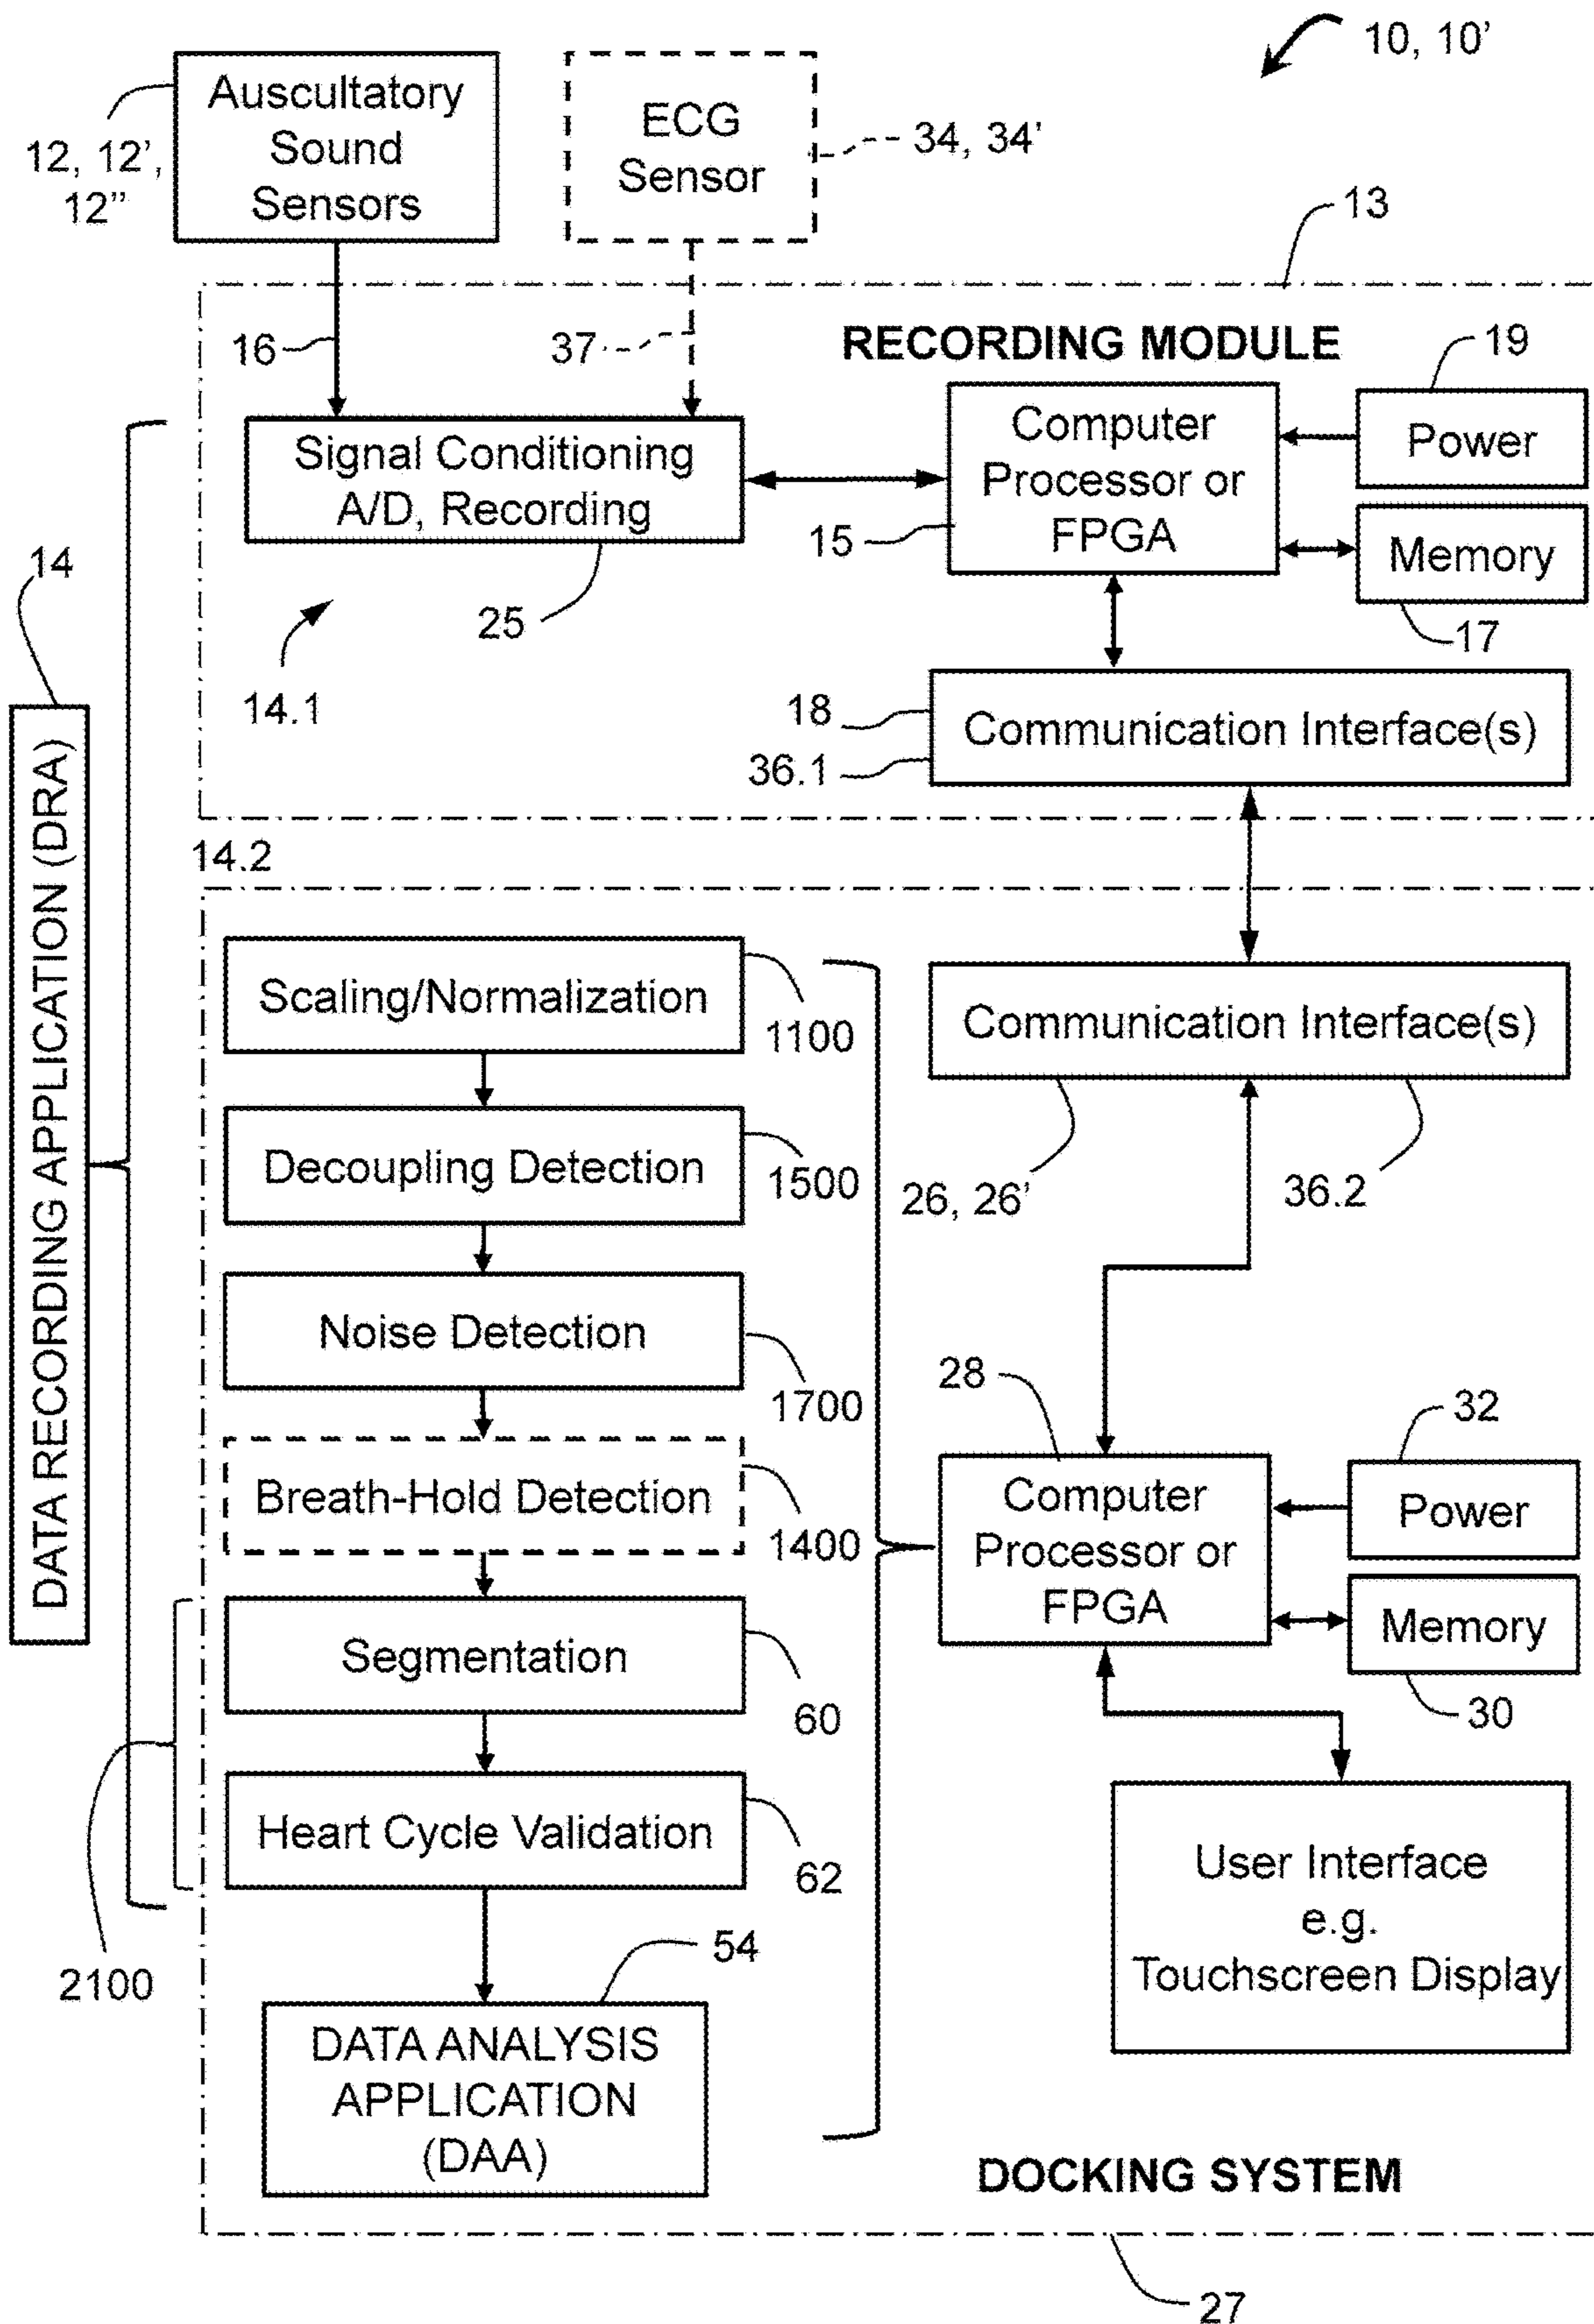 10, 10’
Auscultatory
Sound
Sensors
12, 12’,
12”
ECG
Sensor
34, 34’
13
16
37
RECORDING MODULE
19
Signal Conditioning
A/D, Recording
25
Computer
Processor or
FPGA
15
Power
Memory
17
14
14.1
18
36.1
Communication Interface(s)
DATA RECORDING APPLICATION (DRA)
14.2
Scaling/Normalization
1100
Communication Interface(s)
26, 26’
36.2
Decoupling Detection
1500
Noise Detection
1700
28
32
Breath-Hold Detection
1400
Computer
Processor or
FPGA
Power
Memory
30
Segmentation
60
Heart Cycle Validation
62
2100
54
User Interface
e.g.
Touchscreen Display
DATA ANALYSIS
APPLICATION
(DAA)
DOCKING SYSTEM
27